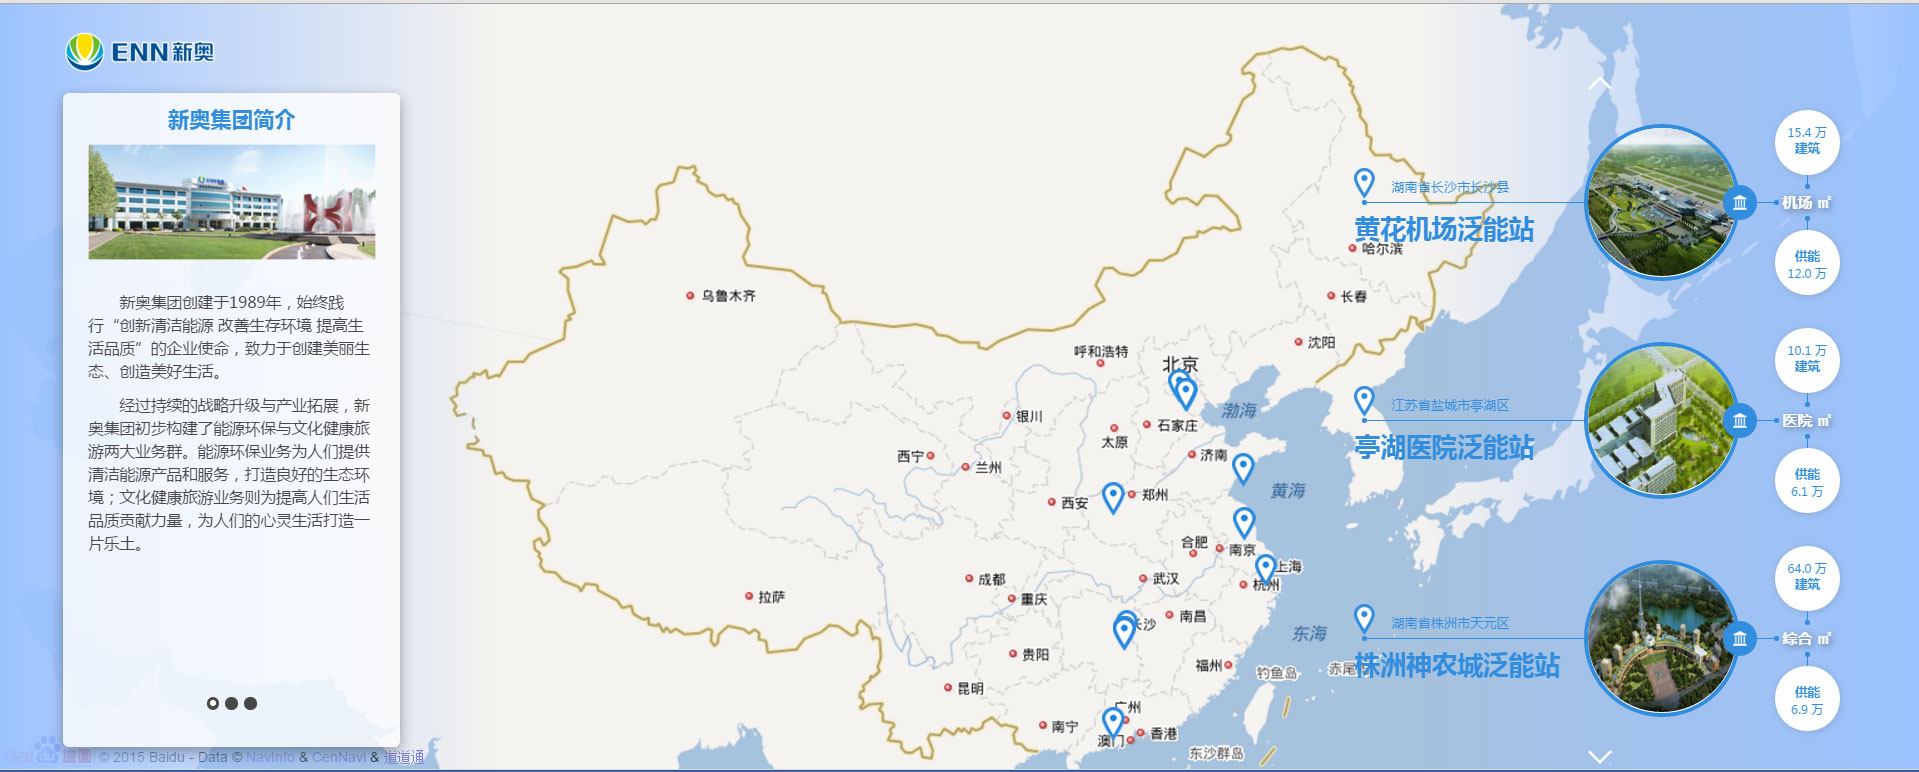 ENN新奥
新奥集团简介
新奥集团创建于1989年，始终践
行“创新清洁能源 改善生存环境 提高生
活品质”的企业使命，致力于创建美丽生
态、创造美好生活。
经过持续的战略升级与产业拓展，新
奥集团初步构建了能源环保与文化健康旅
游两大业务群。能源环保业务为人们提供
清洁能源产品和服务，打造良好的生态环
境；文化健康旅游业务则为提高人们生活
品质贡献力量，为人们的心灵生活打造一
片乐土。
© 2015 Baidu - Data © NavInfo & CenNavi & 道道通
乌鲁木齐
哈尔滨
长春
沈阳
呼和浩特
北京
渤海
银川
太原
石家庄
西宁
兰州
济南
黄海
西安
郑州
合肥
南京
上海
成都
武汉
杭州
拉萨
重庆
南昌
长沙
东海
贵阳
福州
钓鱼岛
赤尾
昆明
广州
南宁
澳门
香港
东沙群岛
湖南省长沙市长沙县
黄花机场泛能站
15.4 万
建筑
机场 ㎡
供能
12.0 万
江苏省盐城市亭湖区
亭湖医院泛能站
10.1 万
建筑
医院 ㎡
供能
6.1 万
湖南省株洲市天元区
株洲神农城泛能站
64.0 万
建筑
综合 ㎡
供能
6.9 万